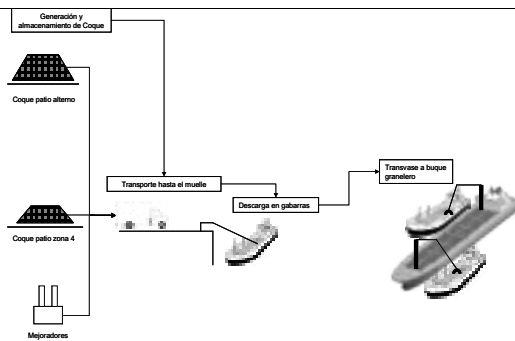 Generación y
almacenamiento de Coque
Coque patio alterno
Transporte hasta el muelle
Descarga en gabarras
Transvase a buque
granelero
Coque patio zona 4
Mejoradores